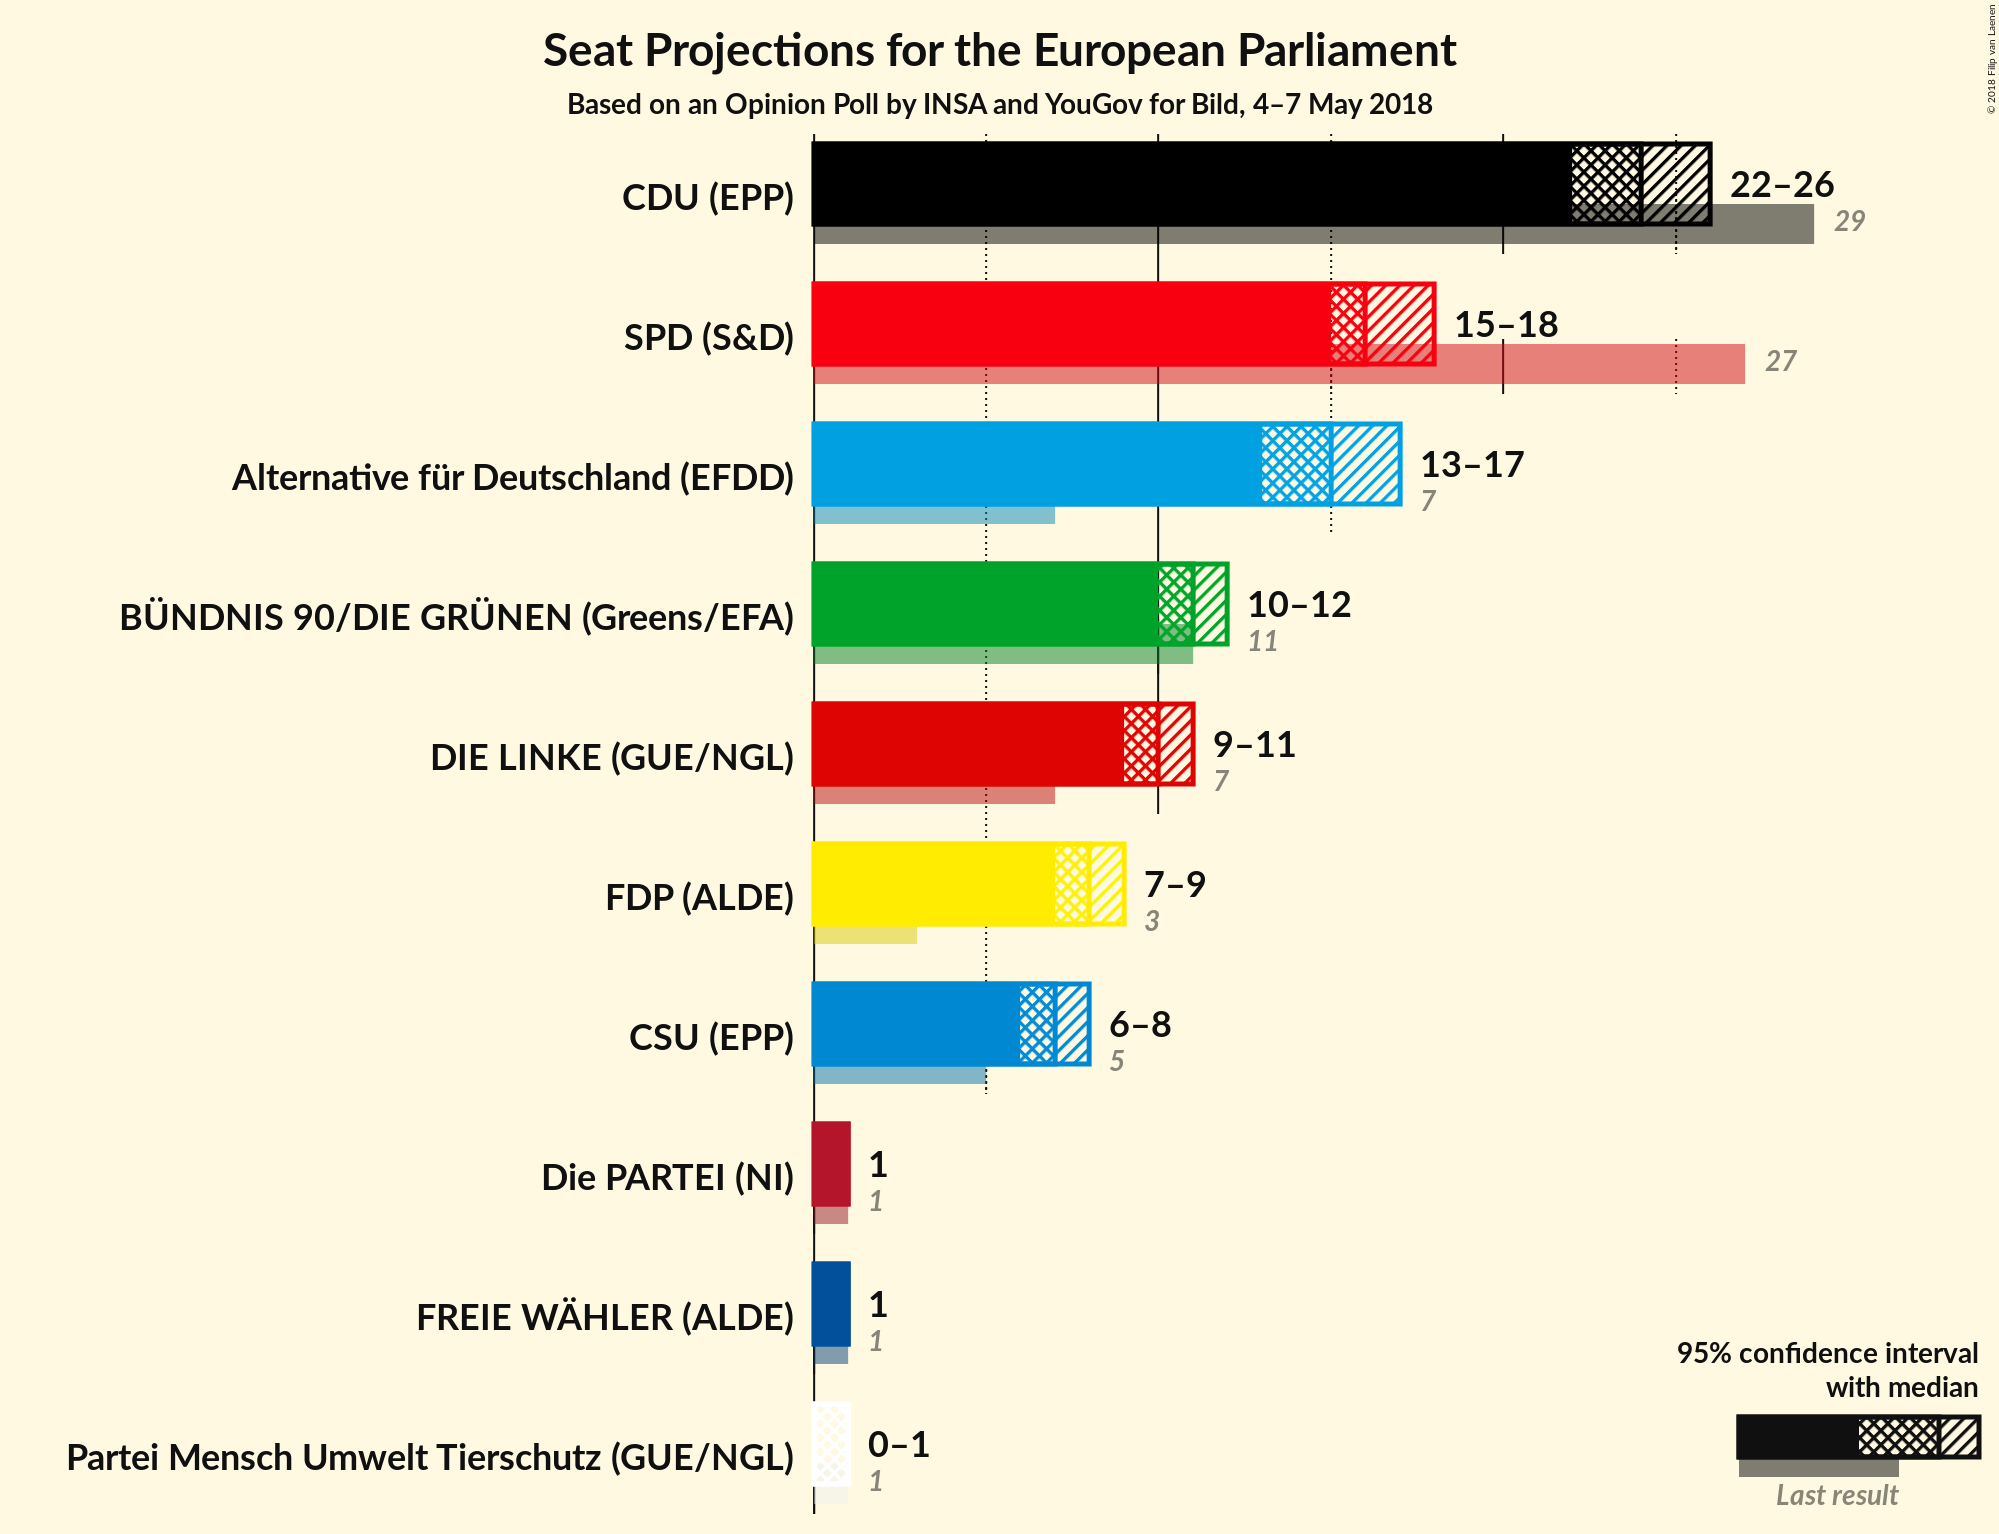 Seat Projections for the European Parliament
Based on an Opinion Poll by INSA and YouGov for Bild, 4–7 May 2018
© 2018 Filip van Laenen
CDU (EPP)
22–26
29
SPD (S&D)
15–18
27
Alternative für Deutschland (EFDD)
13–17
7
BÜNDNIS 90/DIE GRÜNEN (Greens/EFA)
10–12
11
DIE LINKE (GUE/NGL)
9–11
7
FDP (ALDE)
7–9
3
CSU (EPP)
6–8
5
Die PARTEI (NI)
1
1
FREIE WÄHLER (ALDE)
1
1
Partei Mensch Umwelt Tierschutz (GUE/NGL)
0–1
1
95% confidence interval
with median
Last result